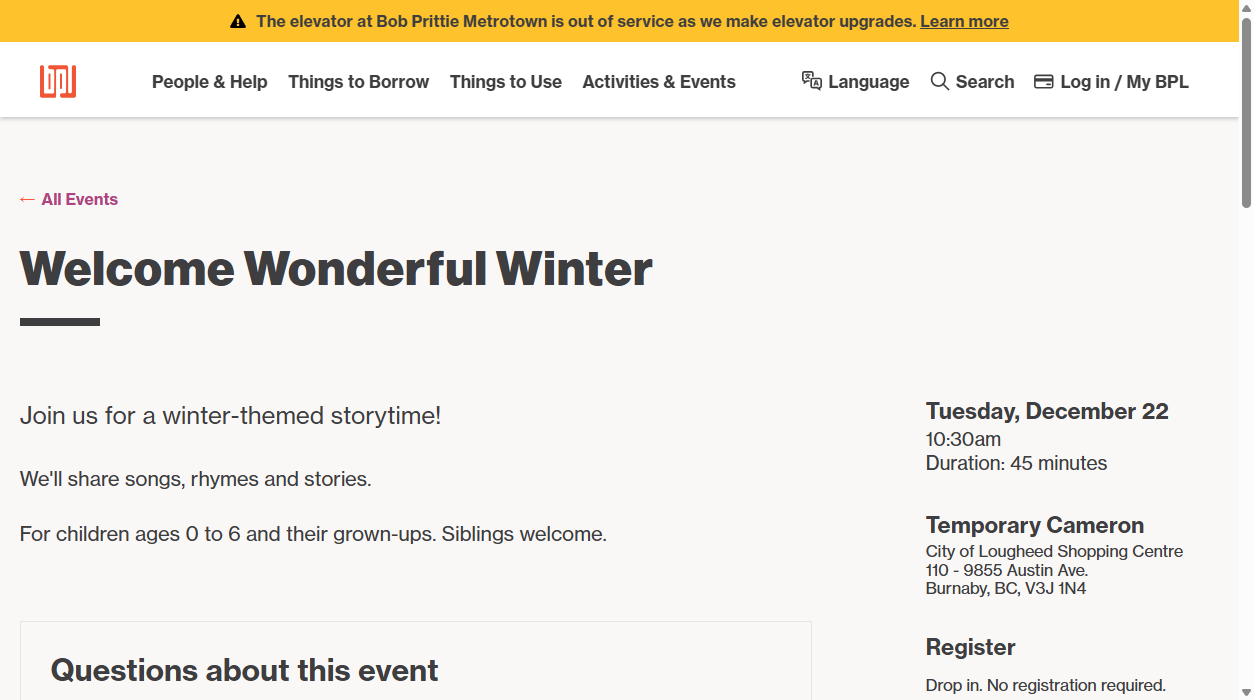 The elevator at Bob Prittie Metrotown is out of service as we make elevator upgrades. Learn more
People & Help Things to Borrow Things to Use Activities & Events Language Search Log in / My BPL
← All Events
Welcome Wonderful Winter
Join us for a winter-themed storytime!
We'll share songs, rhymes and stories.
For children ages 0 to 6 and their grown-ups. Siblings welcome.
Questions about this event
Tuesday, December 22
10:30am
Duration: 45 minutes
Temporary Cameron
City of Lougheed Shopping Centre
110 - 9855 Austin Ave.
Burnaby, BC, V3J 1N4
Register
Drop in. No registration required.